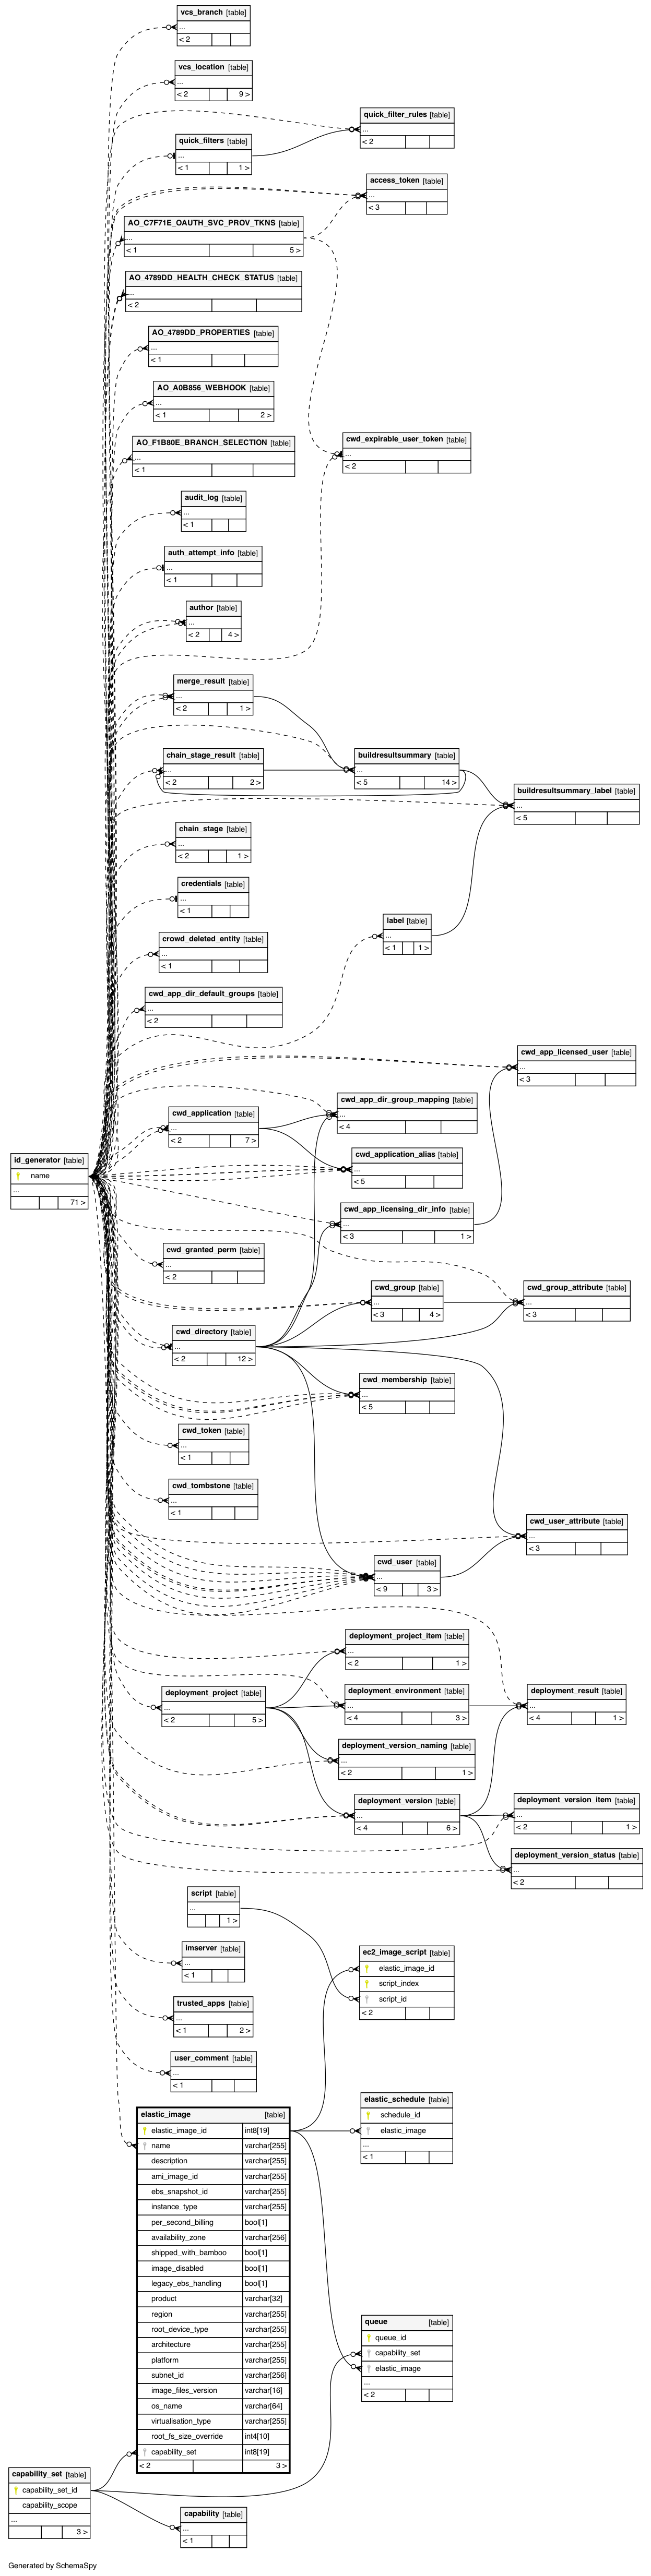 vcs_branch [table]
...
< 2
vcs_location [table]
...
< 2 9 >
quick_filter_rules [table]
...
< 2
quick_filters [table]
...
< 1 1 >
access_token [table]
...
< 3
AO_C7F71E_OAUTH_SVC_PROV_TKNS [table]
...
< 1 5 >
AO_4789DD_HEALTH_CHECK_STATUS [table]
...
< 2
AO_4789DD_PROPERTIES [table]
...
< 1
AO_A0B856_WEBHOOK [table]
...
< 1 2 >
AO_F1B80E_BRANCH_SELECTION [table]
...
< 1
cwd_expirable_user_token [table]
...
< 2
audit_log [table]
...
< 1
auth_attempt_info [table]
...
< 1
author [table]
...
< 2 4 >
merge_result [table]
...
< 2 1 >
chain_stage_result [table]
...
< 2 2 >
buildresultsummary [table]
...
< 5 14 >
buildresultsummary_label [table]
...
< 5
chain_stage [table]
...
< 2 1 >
credentials [table]
...
< 1
label [table]
...
< 1 1 >
crowd_deleted_entity [table]
...
< 1
cwd_app_dir_default_groups [table]
...
< 2
cwd_app_licensed_user [table]
...
< 3
cwd_app_dir_group_mapping [table]
...
< 4
cwd_application [table]
...
< 2 7 >
cwd_application_alias [table]
...
< 5
id_generator [table]
name
...
71 >
cwd_app_licensing_dir_info [table]
...
< 3 1 >
cwd_granted_perm [table]
...
< 2
cwd_group [table]
...
< 3 4 >
cwd_group_attribute [table]
...
< 3
cwd_directory [table]
...
< 2 12 >
cwd_membership [table]
...
< 5
cwd_token [table]
...
< 1
cwd_tombstone [table]
...
< 1
cwd_user_attribute [table]
...
< 3
cwd_user [table]
...
< 9 3 >
deployment_project_item [table]
...
< 2 1 >
deployment_project [table]
...
< 2 5 >
deployment_environment [table]
...
< 4 3 >
deployment_result [table]
...
< 4 1 >
deployment_version_naming [table]
...
< 2 1 >
deployment_version [table]
...
< 4 6 >
deployment_version_item [table]
...
< 2 1 >
deployment_version_status [table]
...
< 2
script [table]
...
1 >
imserver [table]
...
< 1
ec2_image_script [table]
elastic_image_id
script_index
script_id
< 2
trusted_apps [table]
...
< 1 2 >
user_comment [table]
...
< 1
elastic_schedule [table]
schedule_id
elastic_image
...
< 1
elastic_image [table]
elastic_image_id int8[19]
name varchar[255]
description varchar[255]
ami_image_id varchar[255]
ebs_snapshot_id varchar[255]
instance_type varchar[255]
per_second_billing bool[1]
availability_zone varchar[256]
shipped_with_bamboo bool[1]
image_disabled bool[1]
legacy_ebs_handling bool[1]
product varchar[32]
region varchar[255]
root_device_type varchar[255]
architecture varchar[255]
platform varchar[255]
subnet_id varchar[256]
image_files_version varchar[16]
os_name varchar[64]
virtualisation_type varchar[255]
root_fs_size_override int4[10]
capability_set int8[19]
< 2 3 >
queue [table]
queue_id
capability_set
elastic_image
...
< 2
capability_set [table]
capability_set_id
capability_scope
...
3 >
capability [table]
...
< 1
Generated by SchemaSpy